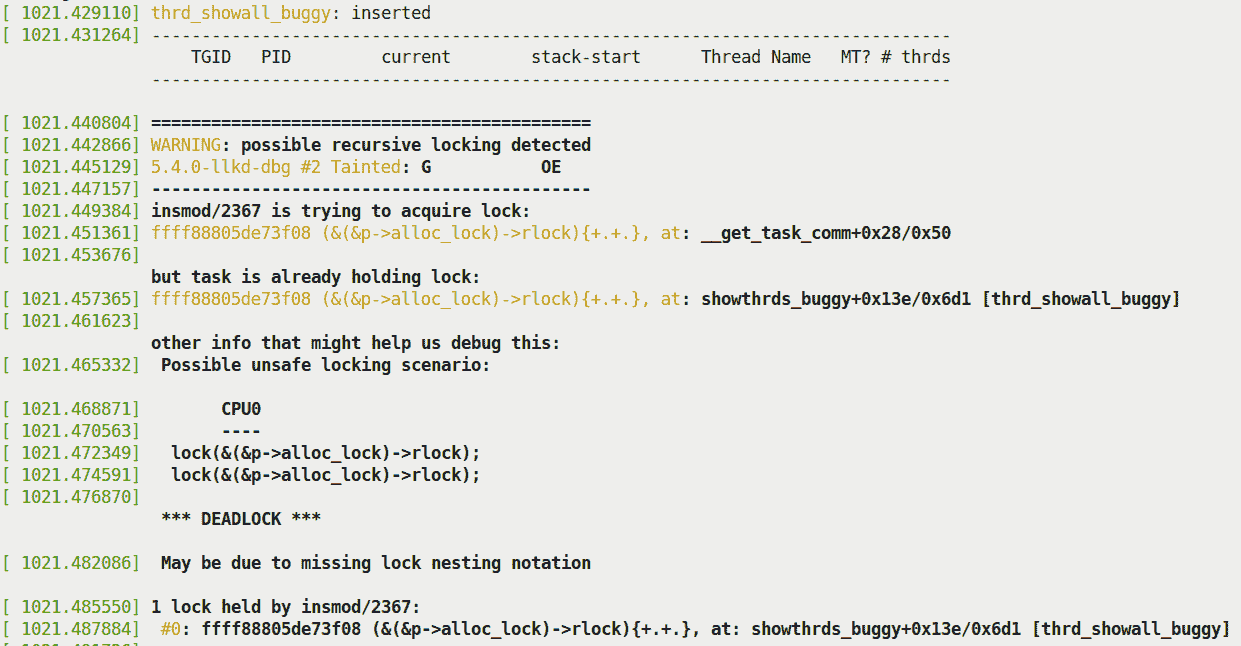 [ 1021.429110] thrd_showall_buggy: inserted
[ 1021.431264] --------------------------------------------------------------------------------
    TGID   PID         current           stack-start      Thread Name   MT? # thrds
--------------------------------------------------------------------------------
[ 1021.440804] ============================================
[ 1021.442866] WARNING: possible recursive locking detected
[ 1021.445129] 5.4.0-llkd-dbg #2 Tainted: G           OE
[ 1021.447157] --------------------------------------------
[ 1021.449384] insmod/2367 is trying to acquire lock:
[ 1021.451361] ffff88805de73f08 (&(&p->alloc_lock)->rlock){+.+.}, at: __get_task_comm+0x28/0x50
[ 1021.453676]
but task is already holding lock:
[ 1021.457365] ffff88805de73f08 (&(&p->alloc_lock)->rlock){+.+.}, at: showthrds_buggy+0x13e/0x6d1 [thrd_showall_buggy]
[ 1021.461623]
other info that might help us debug this:
[ 1021.465332]  Possible unsafe locking scenario:
[ 1021.468871]        CPU0
[ 1021.470563]        ----
[ 1021.472349]   lock(&(&p->alloc_lock)->rlock);
[ 1021.474591]   lock(&(&p->alloc_lock)->rlock);
[ 1021.476870]
 *** DEADLOCK ***
[ 1021.482086]  May be due to missing lock nesting notation
[ 1021.485550] 1 lock held by insmod/2367:
[ 1021.487884]  #0: ffff88805de73f08 (&(&p->alloc_lock)->rlock){+.+.}, at: showthrds_buggy+0x13e/0x6d1 [thrd_showall_buggy]